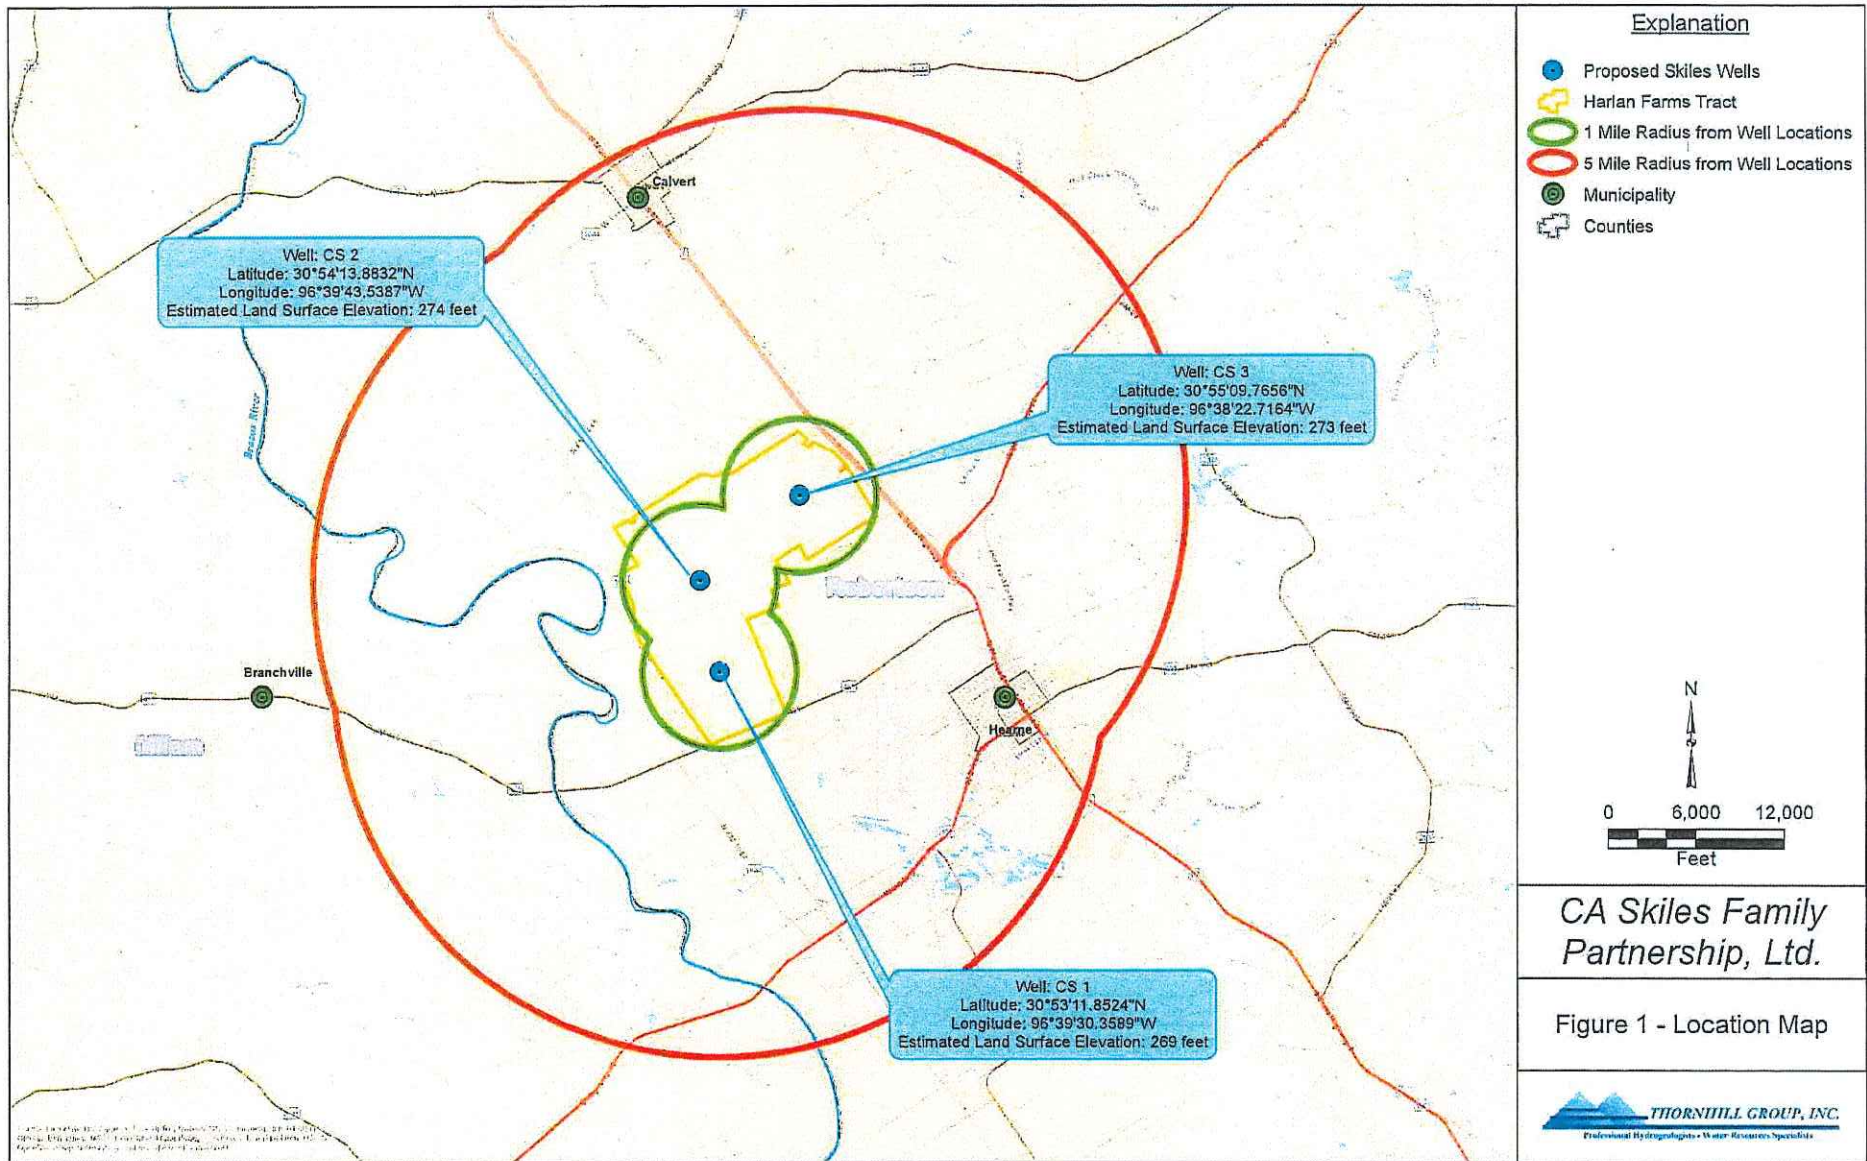 Explanation
Proposed Skiles Wells
Harlan Farms Tract
1 Mile Radius from Well Locations
5 Mile Radius from Well Locations
Municipality
Counties
Calvert
Well: CS 2
Latitude: 30°54'13.8832"N
Longitude: 96°39'43.5387"W
Estimated Land Surface Elevation: 274 feet
Well: CS 3
Latitude: 30°55'09.7656"N
Longitude: 96°38'22.7164"W
Estimated Land Surface Elevation: 273 feet
Brazos River
Robertson
Branchville
Milam
Hearne
Well: CS 1
Latitude: 30°53'11.8524"N
Longitude: 96°39'30.3589"W
Estimated Land Surface Elevation: 269 feet
N
0 6,000 12,000
Feet
CA Skiles Family
Partnership, Ltd.
Figure 1 - Location Map
THORNHILL GROUP, INC.
Professional Hydrogeologists • Water Resources Specialists